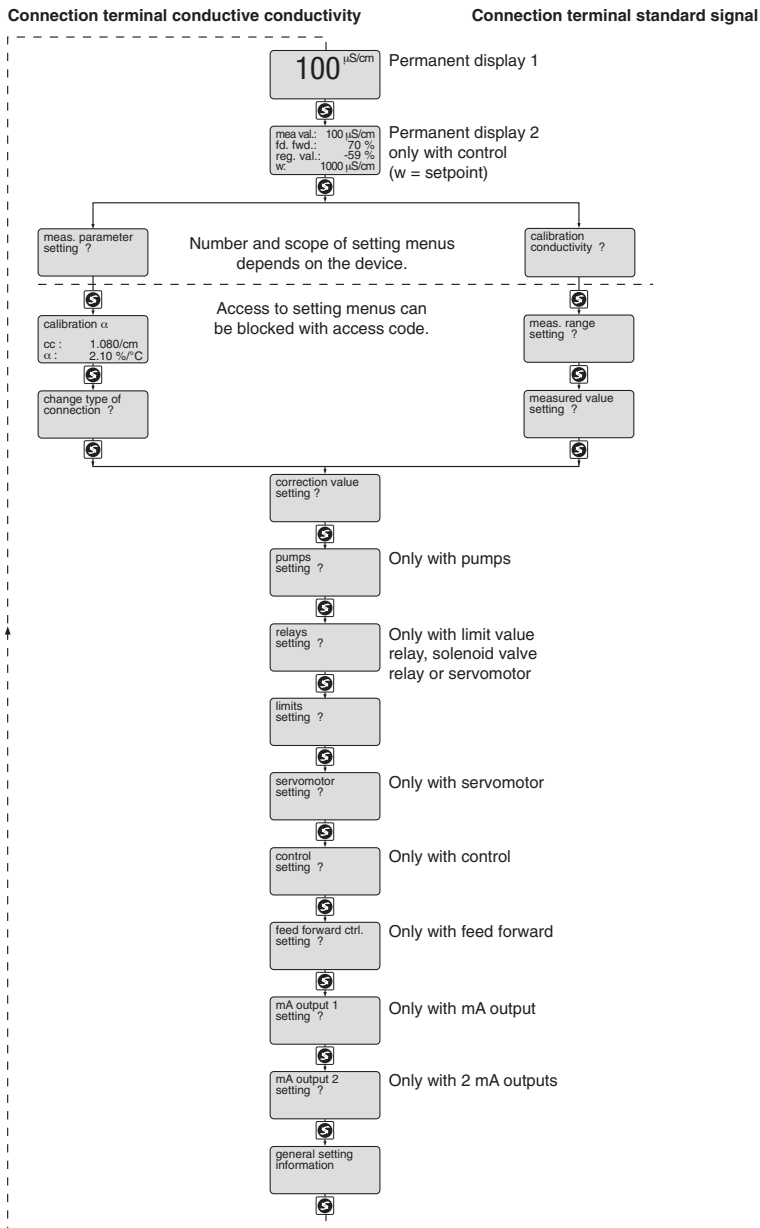 Connection terminal conductive conductivity
Connection terminal standard signal
100 µS/cm
Permanent display 1
mea val.: 100 µS/cm
fd. fwd.: 70 %
reg. val.: -59 %
w: 1000 µS/cm
Permanent display 2
only with control
(w = setpoint)
meas. parameter
setting ?
Number and scope of setting menus
depends on the device.
calibration
conductivity ?
Access to setting menus can
be blocked with access code.
calibration α
cc : 1.080/cm
α : 2.10 %/°C
meas. range
setting ?
change type of
connection ?
measured value
setting ?
correction value
setting ?
pumps
setting ?
Only with pumps
relays
setting ?
Only with limit value
relay, solenoid valve
relay or servomotor
limits
setting ?
servomotor
setting ?
Only with servomotor
control
setting ?
Only with control
feed forward ctrl.
setting ?
Only with feed forward
mA output 1
setting ?
Only with mA output
mA output 2
setting ?
Only with 2 mA outputs
general setting
information